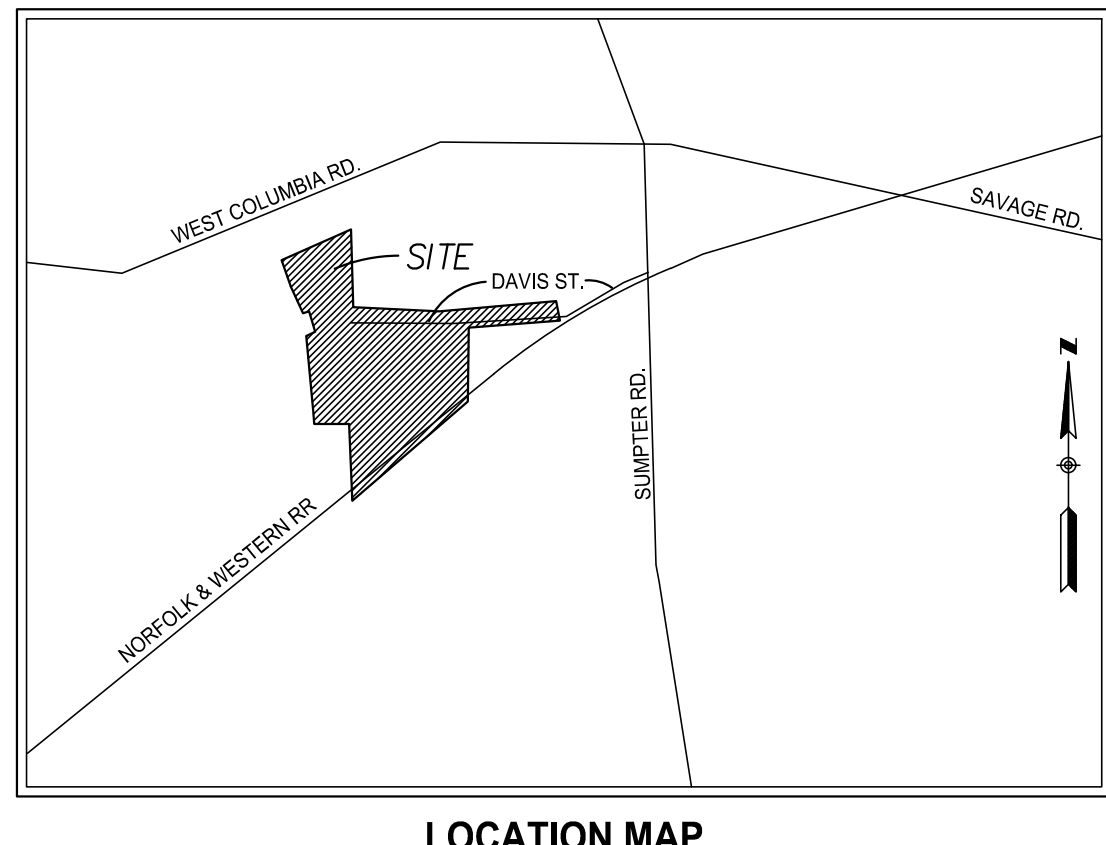 WEST COLUMBIA RD.
SAVAGE RD.
SITE
DAVIS ST.
SUMPTER RD.
NORFOLK & WESTERN RR
N
LOCATION MAP